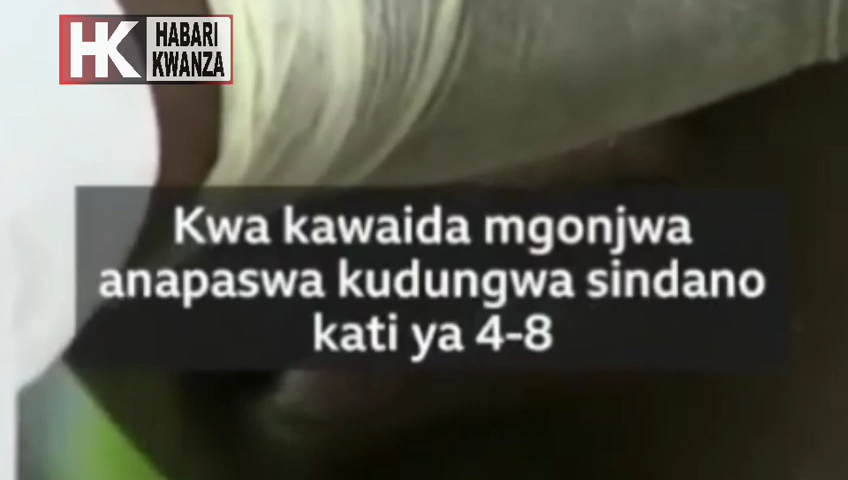 HK HABARI
KWANZA
Kwa kawaida mgonjwa
anapaswa kudungwa sindano
kati ya 4-8